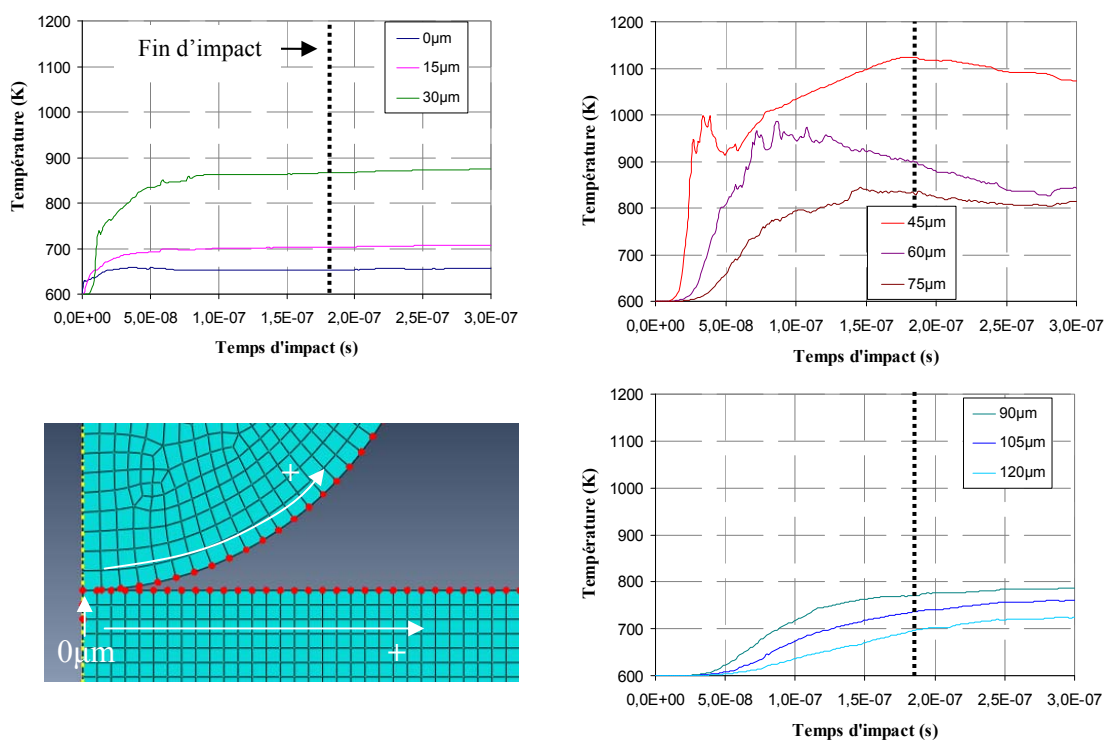 1200
1100
1000
900
800
700
600
Température (K)
Fin d'impact
0µm
15µm
30µm
0,0E+00 5,0E-08 1,0E-07 1,5E-07 2,0E-07 2,5E-07 3,0E-07
Temps d'impact (s)
1200
1100
1000
900
800
700
600
Température (K)
45µm
60µm
75µm
0,0E+00 5,0E-08 1,0E-07 1,5E-07 2,0E-07 2,5E-07 3,0E-07
Temps d'impact (s)
+
0µm
+
1200
1100
1000
900
800
700
600
Température (K)
90µm
105µm
120µm
0,0E+00 5,0E-08 1,0E-07 1,5E-07 2,0E-07 2,5E-07 3,0E-07
Temps d'impact (s)